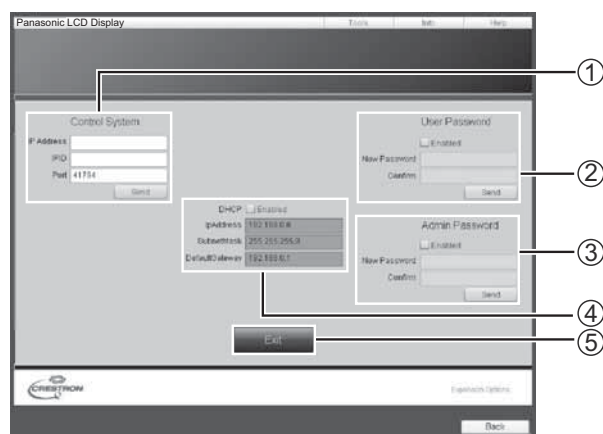 Panasonic LCD Display
Tools Info Help
①
Control System
IP Address
IPID
Port 41794
Send
User Password
Enabled
New Password
Confirm
Send
②
DHCP Enabled
IpAddress 192.168.0.8
SubnetMask 255.255.255.0
DefaultGateway 192.168.0.1
Admin Password
Enabled
New Password
Confirm
Send
③
④
Exit
⑤
CRESTRON
Expansion Options
Back